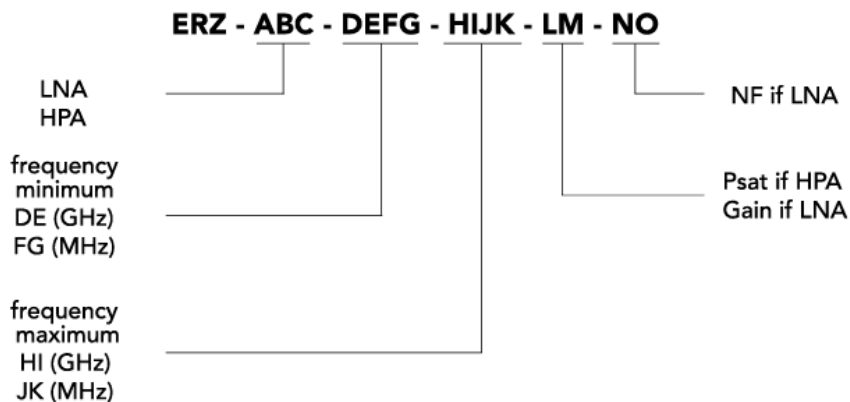 ERZ - ABC - DEFG - HIJK - LM - NO
LNA
HPA
frequency
minimum
DE (GHz)
FG (MHz)
frequency
maximum
HI (GHz)
JK (MHz)
NF if LNA
Psat if HPA
Gain if LNA